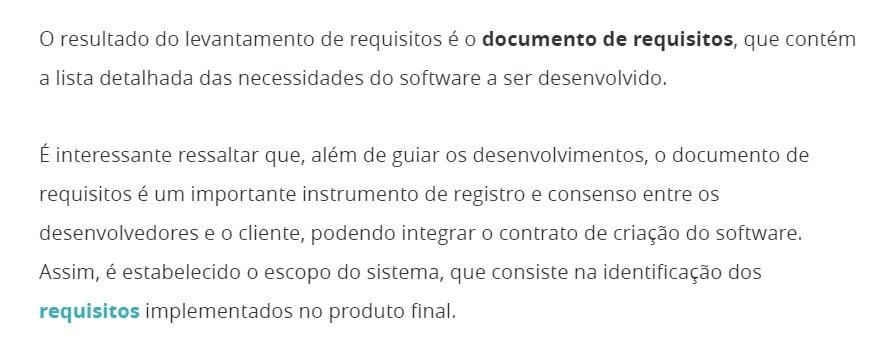 O resultado do levantamento de requisitos é o documento de requisitos, que contém
a lista detalhada das necessidades do software a ser desenvolvido.
É interessante ressaltar que, além de guiar os desenvolvimentos, o documento de
requisitos é um importante instrumento de registro e consenso entre os
desenvolvedores e o cliente, podendo integrar o contrato de criação do software.
Assim, é estabelecido o escopo do sistema, que consiste na identificação dos
requisitos implementados no produto final.